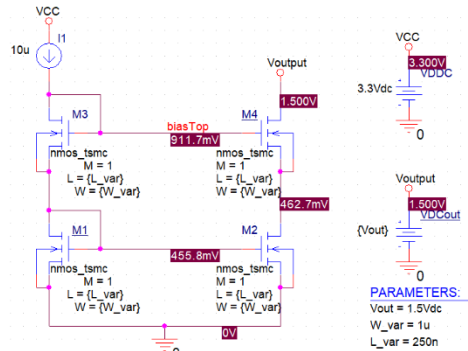 VCC
I1
10u
M3
nmos_tsmc
M = 1
L = {L_var}
W = {W_var}
biasTop
911.7mV
Voutput
1.500V
M4
nmos_tsmc
M = 1
L = {L_var}
W = {W_var}
462.7mV
M1
nmos_tsmc
M = 1
L = {L_var}
W = {W_var}
455.8mV
M2
nmos_tsmc
M = 1
L = {L_var}
W = {W_var}
0V
0
VCC
3.300V
VDDC
3.3Vdc
0
Voutput
1.500V
VDCout
{Vout}
0
PARAMETERS:
Vout = 1.5Vdc
W_var = 1u
L_var = 250n